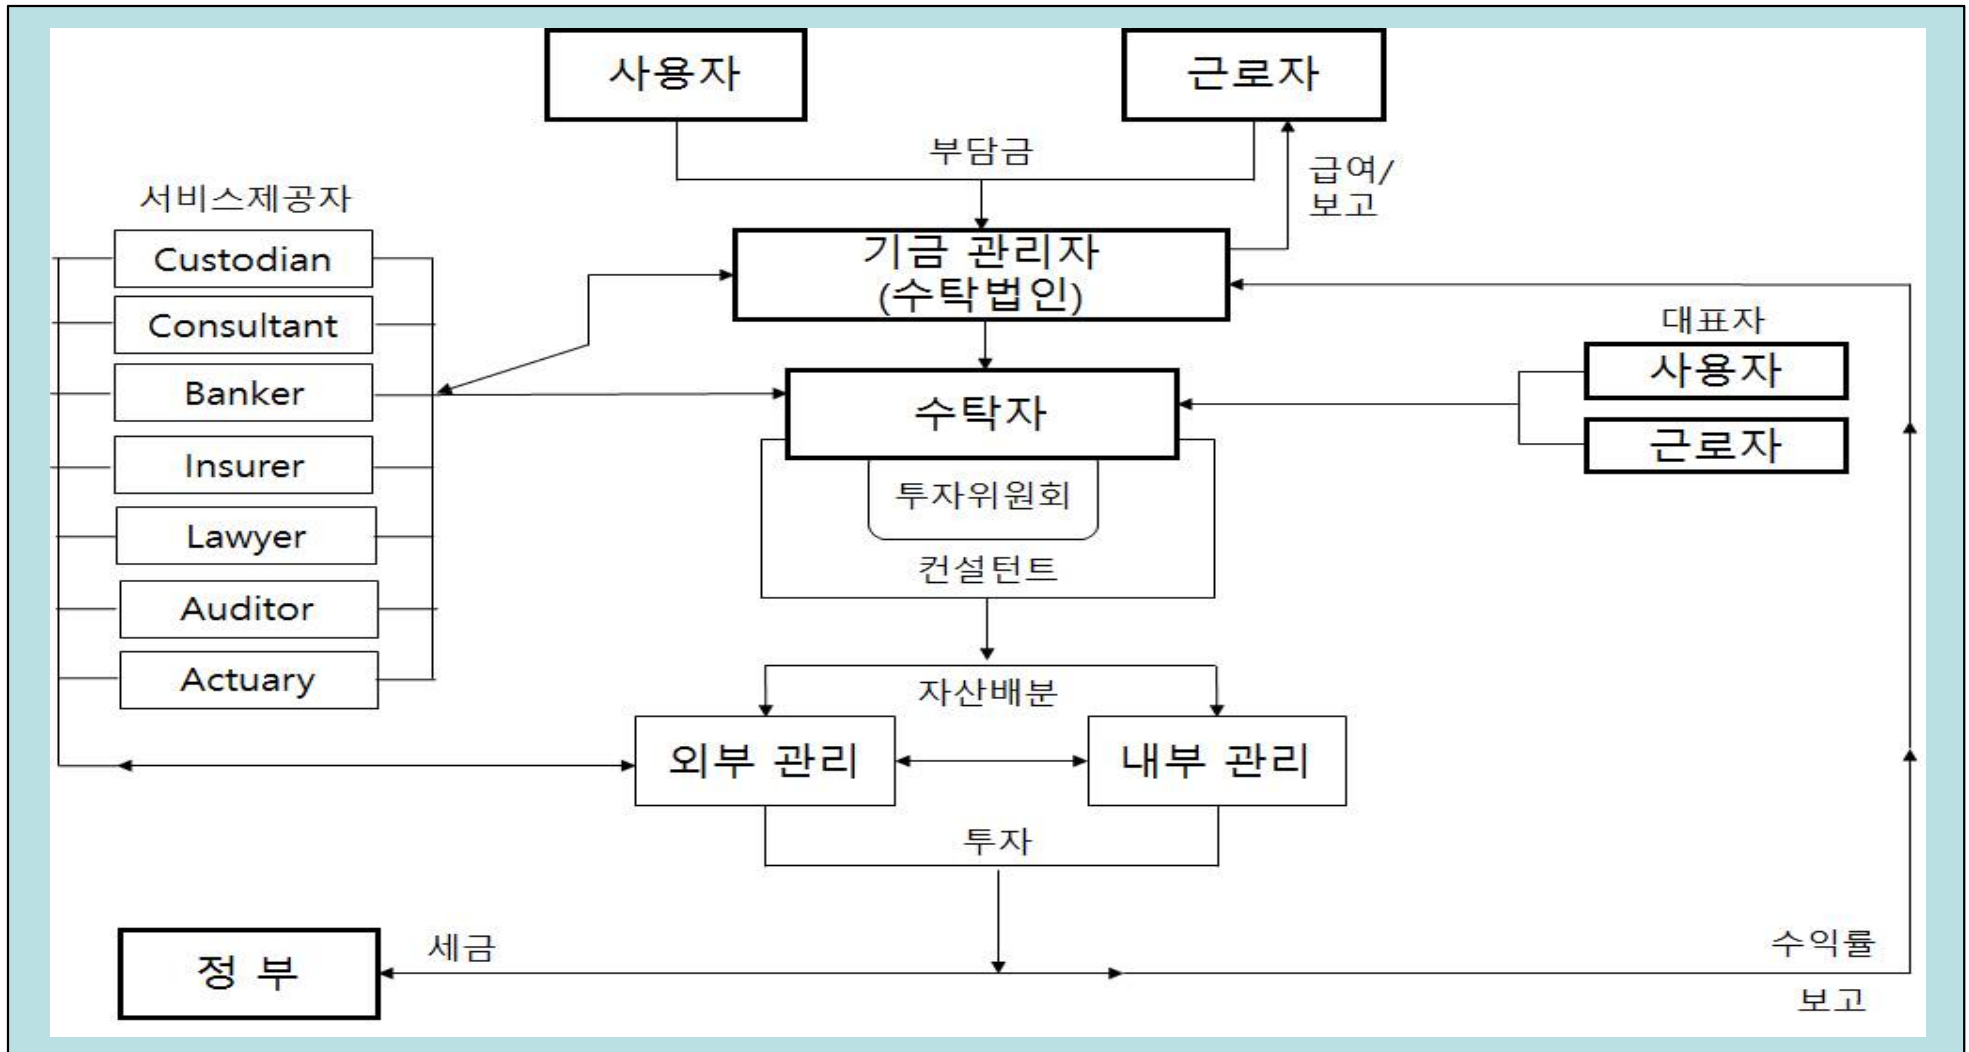 사용자
근로자
부담금
급여/
보고
서비스제공자
Custodian
Consultant
Banker
Insurer
Lawyer
Auditor
Actuary
기금 관리자
(수탁법인)
대표자
사용자
근로자
수탁자
투자위원회
컨설턴트
자산배분
외부 관리
내부 관리
투자
정 부
세금
수익률
보고